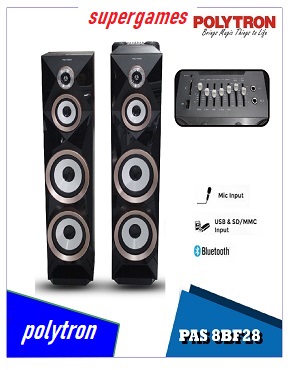 supergames
POLYTRON
Brings Magic Things to Life
Mic Input
USB & SD/MMC
Input
Bluetooth
polytron
PAS 8BF28